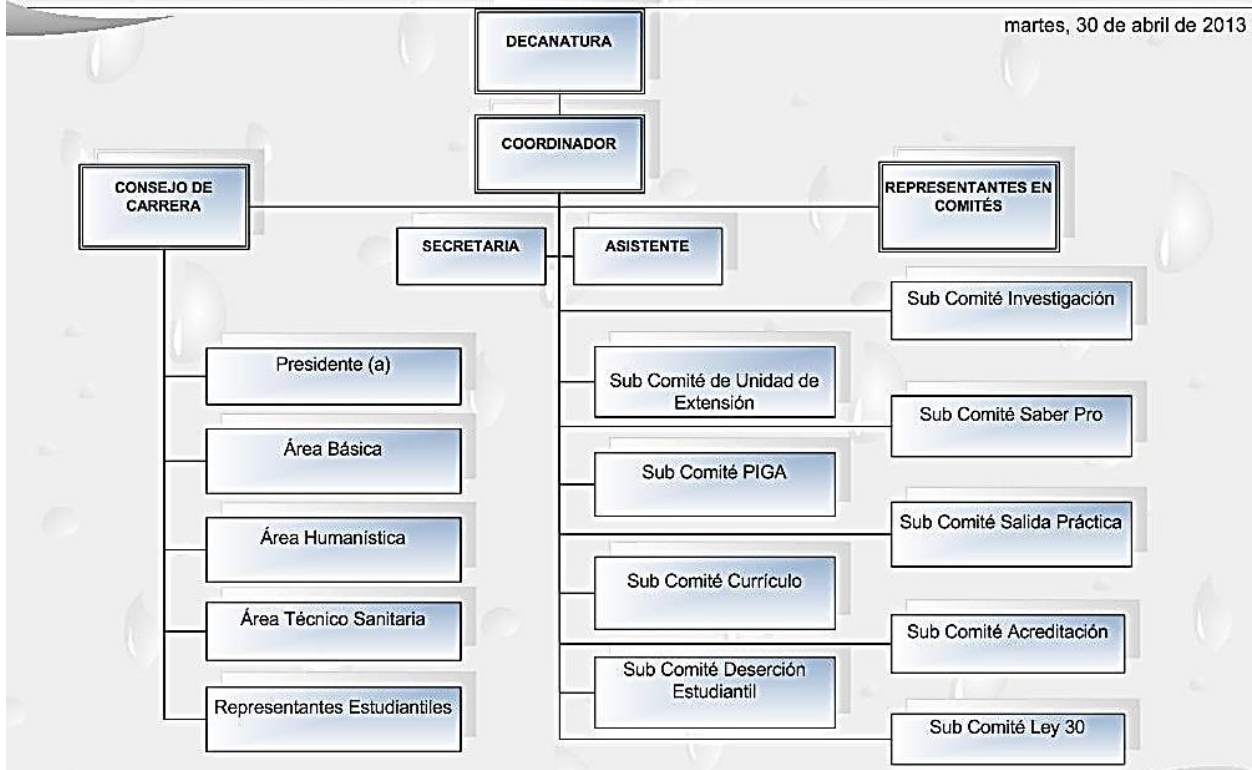 martes, 30 de abril de 2013
DECANATURA
COORDINADOR
CONSEJO DE
CARRERA
REPRESENTANTES EN
COMITÉS
SECRETARIA
ASISTENTE
Sub Comité Investigación
Presidente (a)
Sub Comité de Unidad de
Extensión
Sub Comité Saber Pro
Área Básica
Sub Comité PIGA
Sub Comité Salida Práctica
Área Humanística
Sub Comité Currículo
Área Técnico Sanitaria
Sub Comité Acreditación
Sub Comité Deserción
Estudiantil
Representantes Estudiantiles
Sub Comité Ley 30